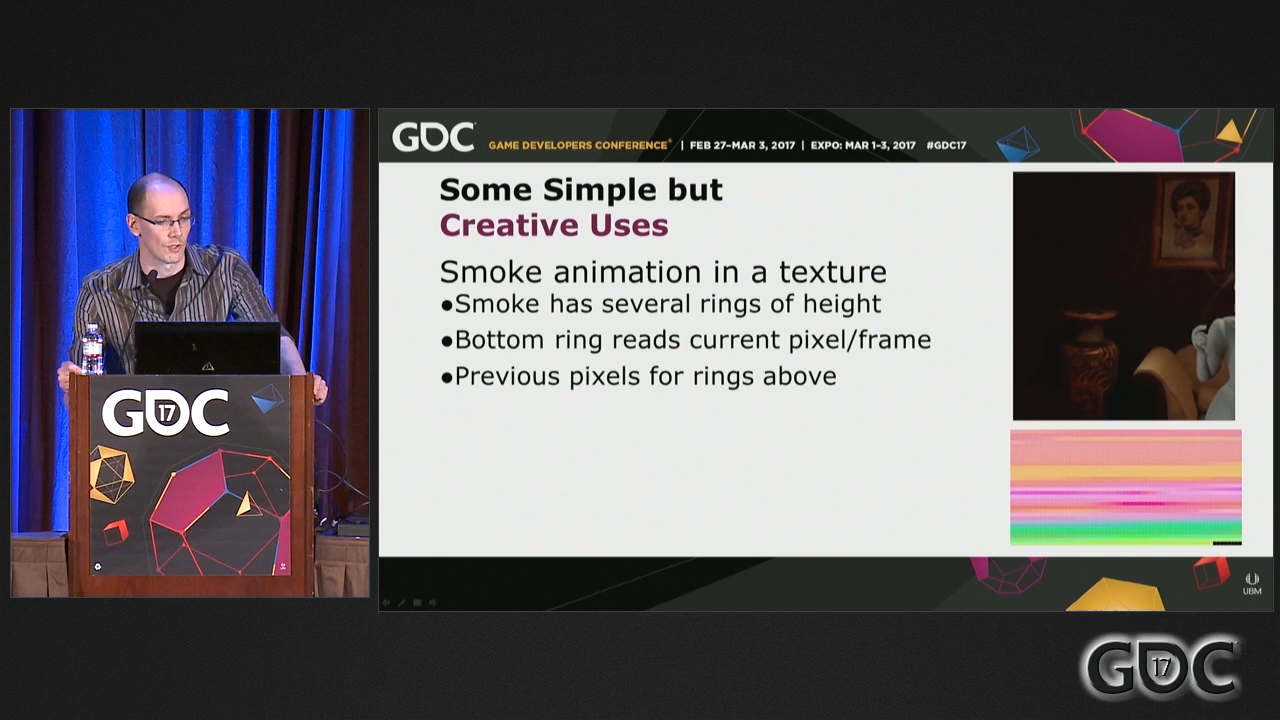 GDC
GAME DEVELOPERS CONFERENCE® | FEB 27–MAR 3, 2017 | EXPO: MAR 1–3, 2017 #GDC17
Some Simple but
Creative Uses
Smoke animation in a texture
●Smoke has several rings of height
●Bottom ring reads current pixel/frame
●Previous pixels for rings above
GDC
17
UBM
GDC
17